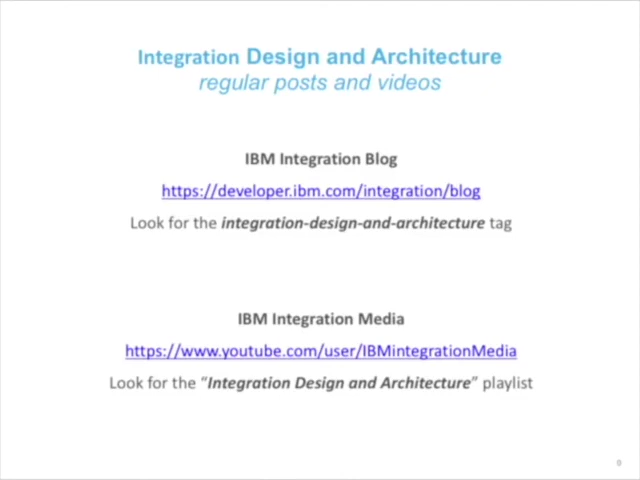 Integration Design and Architecture
regular posts and videos
IBM Integration Blog
https://developer.ibm.com/integration/blog
Look for the integration-design-and-architecture tag
IBM Integration Media
https://www.youtube.com/user/IBMintegrationMedia
Look for the “Integration Design and Architecture” playlist
9